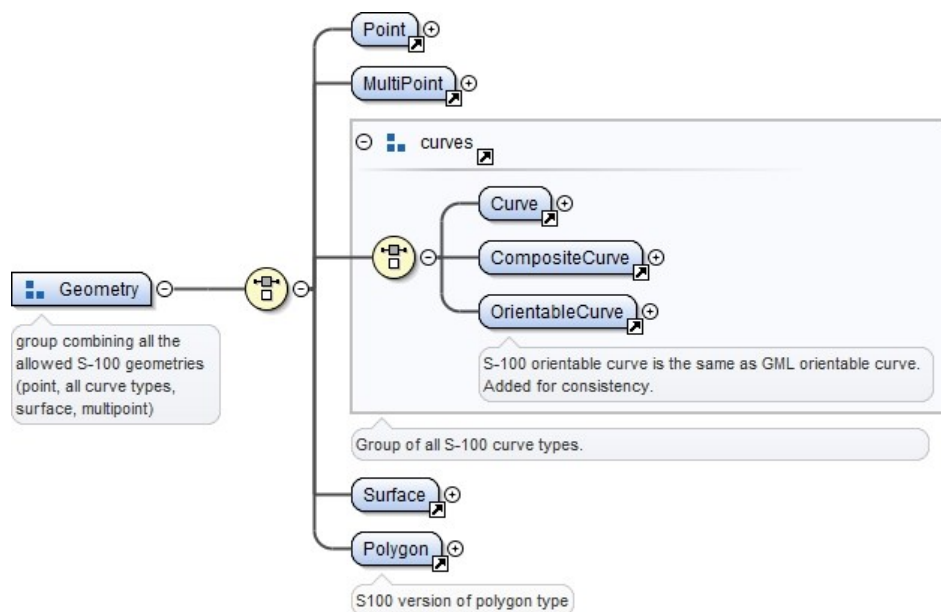 Point
MultiPoint
curves
Curve
CompositeCurve
OrientableCurve
S-100 orientable curve is the same as GML orientable curve.
Added for consistency.
Geometry
group combining all the
allowed S-100 geometries
(point, all curve types,
surface, multipoint)
Group of all S-100 curve types.
Surface
Polygon
S100 version of polygon type